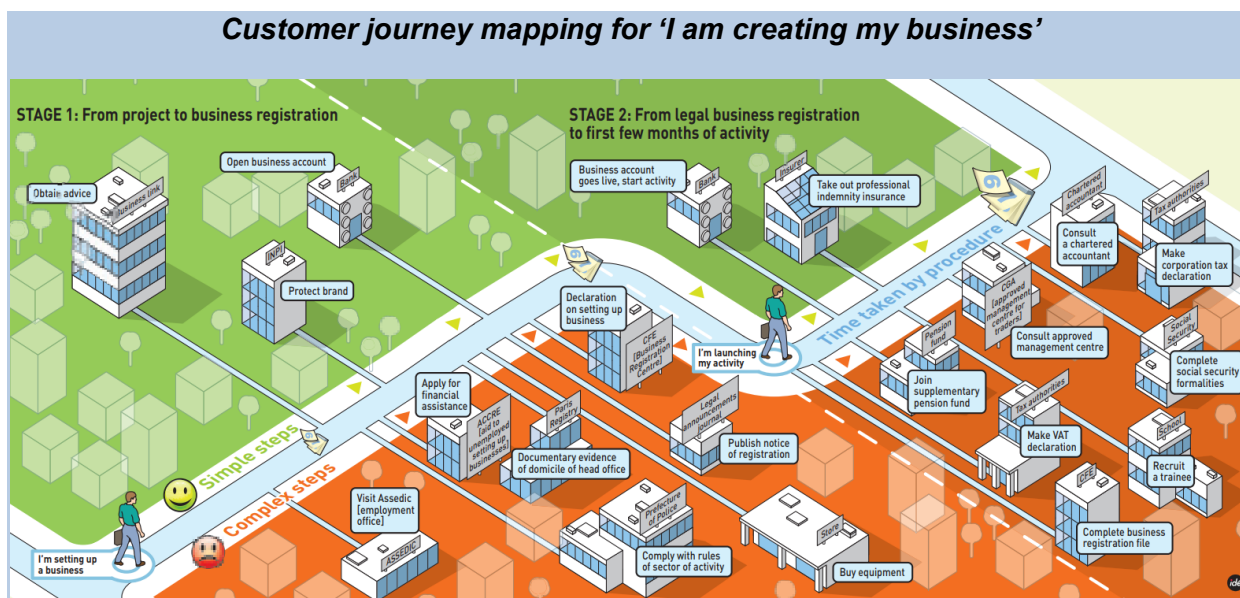 Customer journey mapping for ‘I am creating my business’
STAGE 1: From project to business registration
STAGE 2: From legal business registration
to first few months of activity
Obtain advice
Business link
Open business account
Bank
INPI
Protect brand
Business account
goes live, start activity
Bank
Insurer
Take out professional
indemnity insurance
Chartered
accountant
Consult
a chartered
accountant
Tax authorities
Make
corporation tax
declaration
Declaration
on setting up
business
CFE
[Business
Registration
Centre]
I'm launching
my activity
Time taken by procedure
CGA
[approved
management
centre for
traders]
Consult approved
management centre
Social
Security
Complete
social security
formalities
Pension
fund
Join
supplementary
pension fund
Apply for
financial
assistance
ACCRE
[aid to
unemployed
setting up
businesses]
Paris
Registry
Documentary evidence
of domicile of head office
Legal
announcements
journal
Publish notice
of registration
Tax authorities
Make VAT
declaration
School
Recruit
a trainee
Simple steps
Complex steps
Visit Assedic
[employment
office]
ASSEDIC
Prefecture
of Police
Comply with rules
of sector of activity
Store
Buy equipment
CFE
Complete business
registration file
I'm setting up
a business
idé